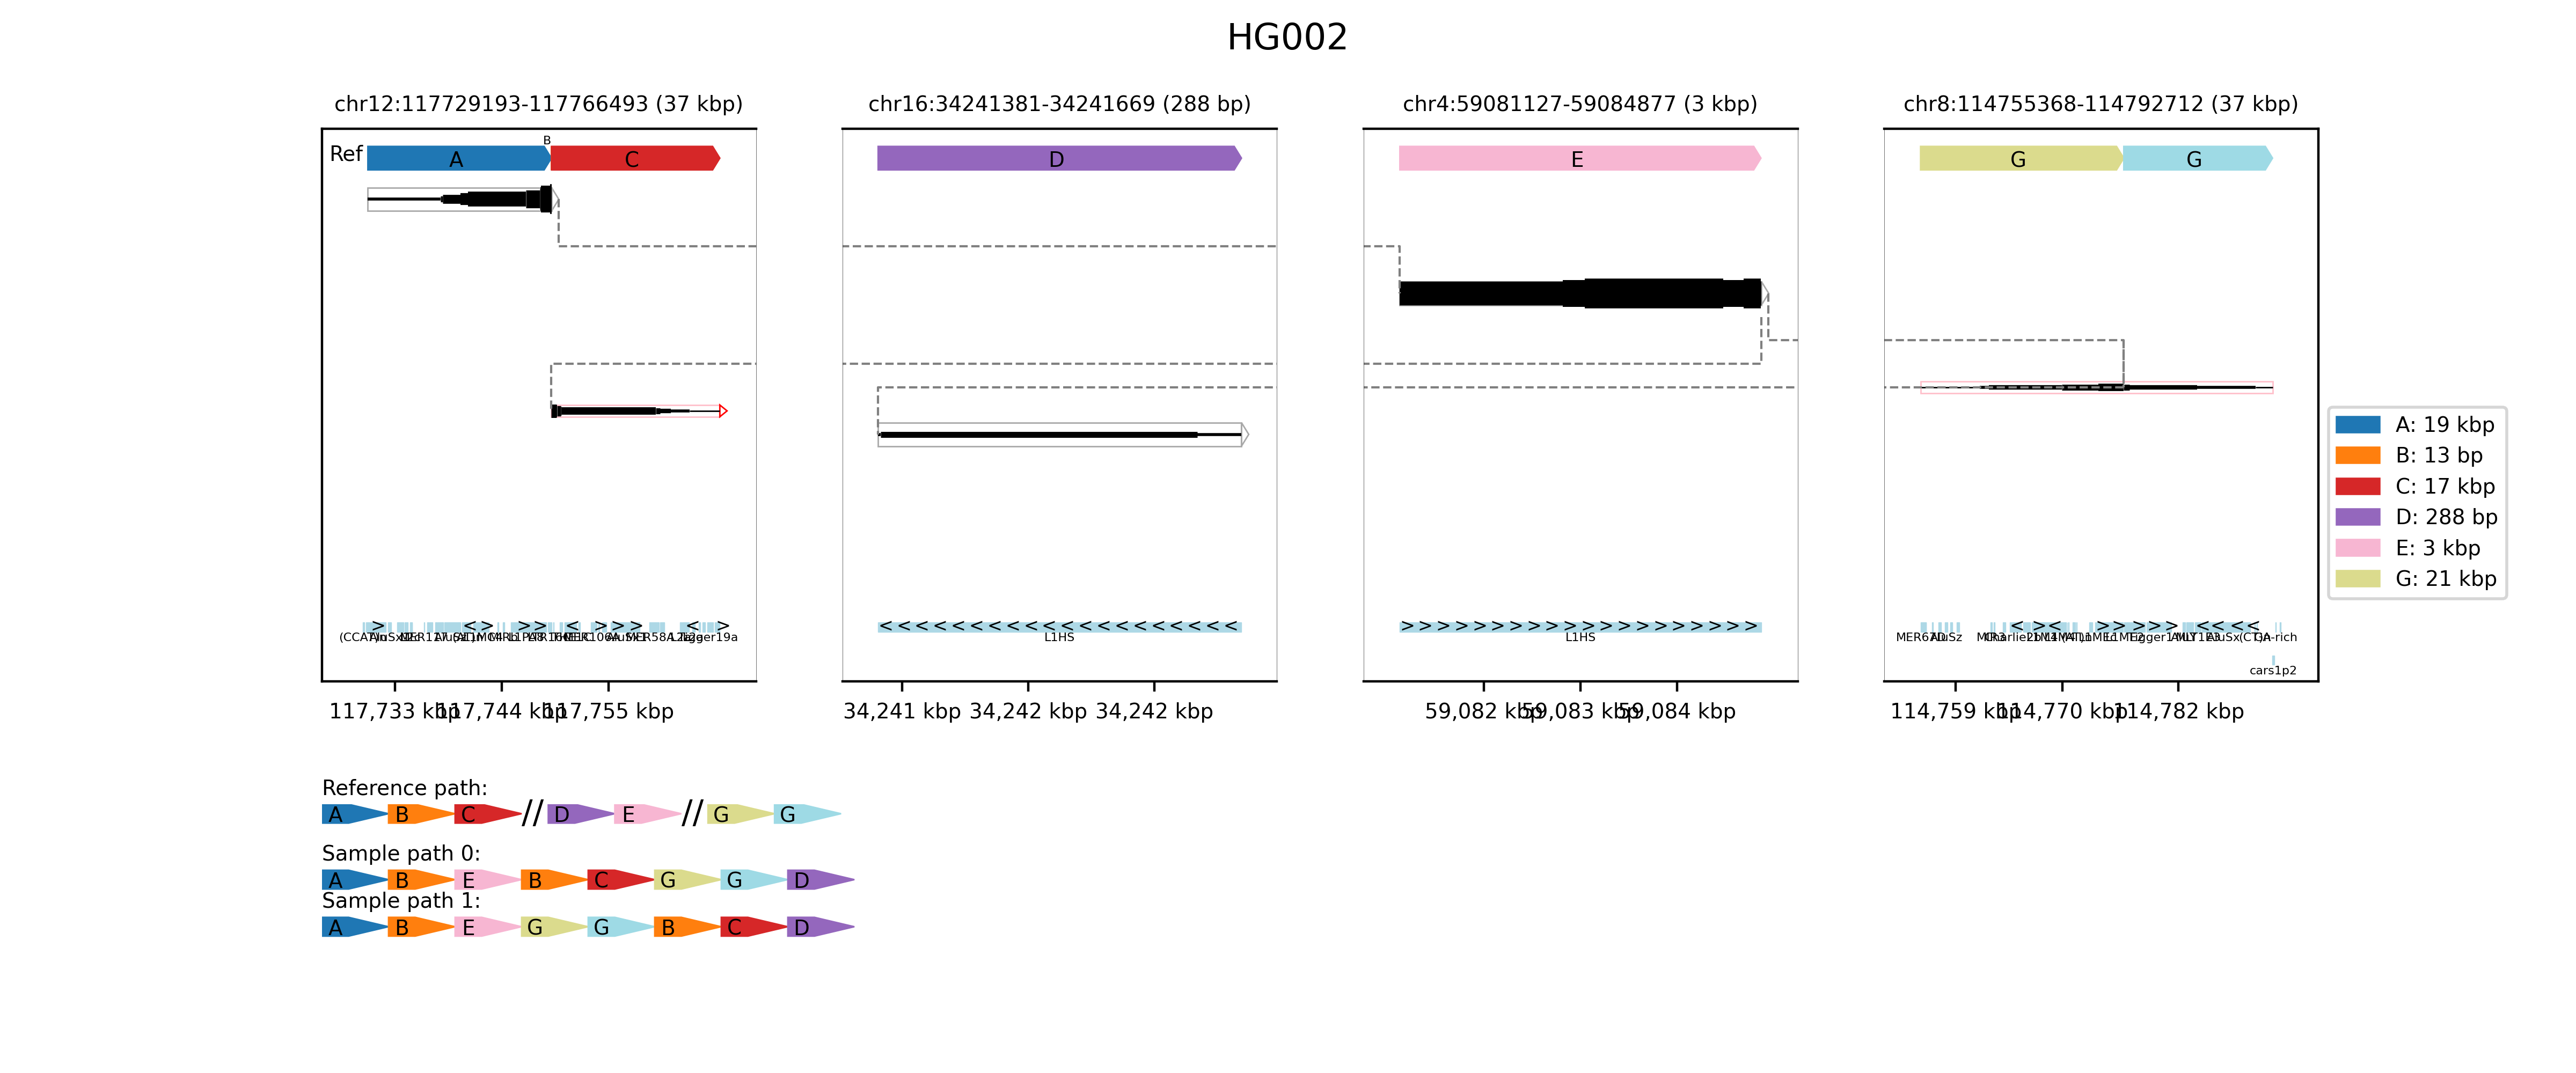 HG002
chr12:117729193-117766493 (37 kbp)
chr16:34241381-34241669 (288 bp)
chr4:59081127-59084877 (3 kbp)
chr8:114755368-114792712 (37 kbp)
Ref
A
B
C
D
E
G
G
A: 19 kbp
B: 13 bp
C: 17 kbp
D: 288 bp
E: 3 kbp
G: 21 kbp
L1HS
L1HS
cars1p2
117,733 kbp
117,744 kbp
117,755 kbp
34,241 kbp
34,242 kbp
34,242 kbp
59,082 kbp
59,083 kbp
59,084 kbp
114,759 kbp
114,770 kbp
114,782 kbp
Reference path:
A B C // D E // G G
Sample path 0:
A B E B C G G D
Sample path 1:
A B E G G B C D